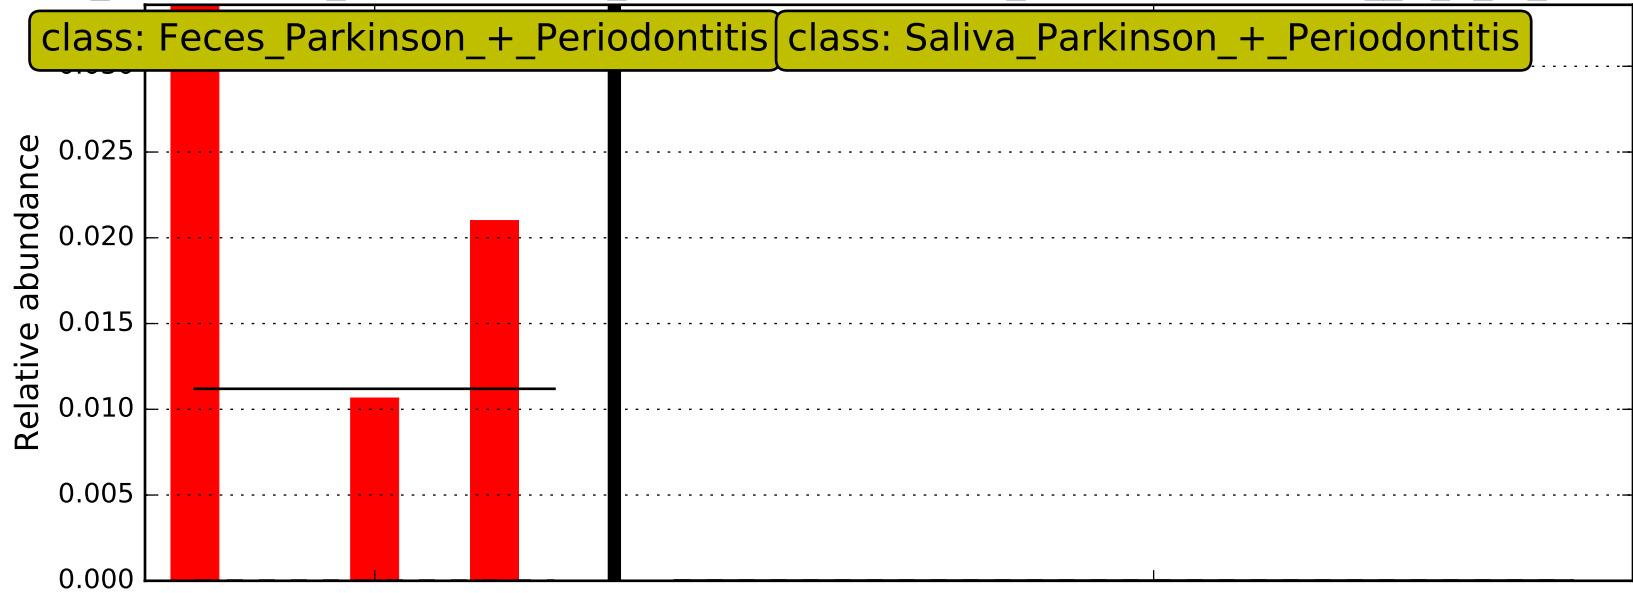 class: Feces_Parkinson_+_Periodontitis
class: Saliva_Parkinson_+_Periodontitis
0.025
0.020
0.015
0.010
0.005
0.000
Relative abundance